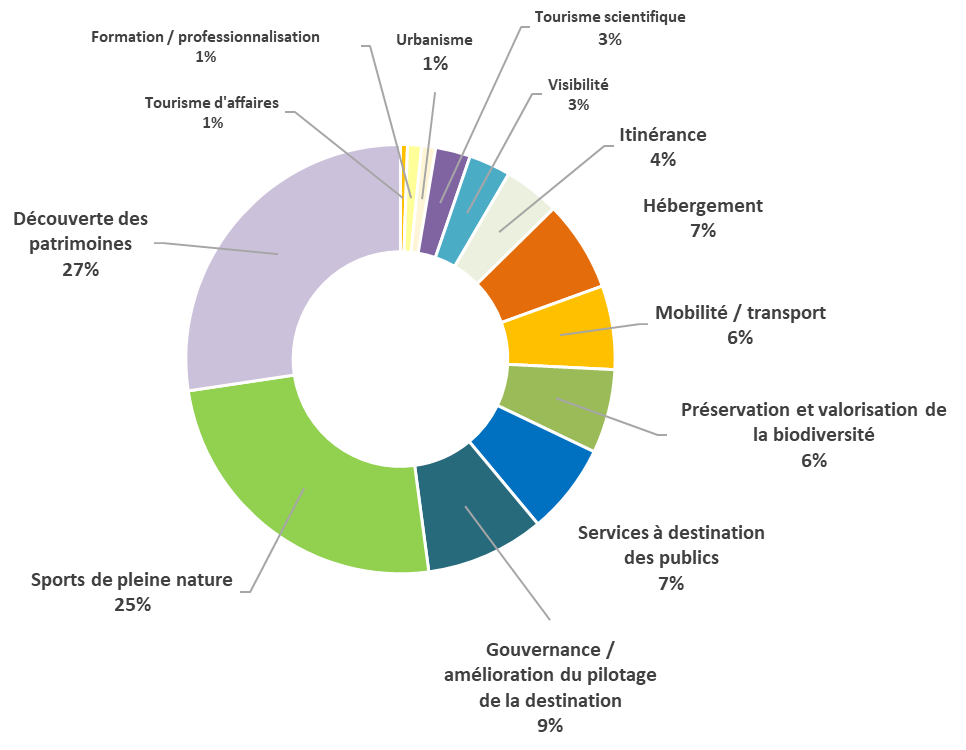 Formation / professionnalisation
1%
Urbanisme
1%
Tourisme scientifique
3%
Tourisme d'affaires
1%
Visibilité
3%
Itinérance
4%
Hébergement
7%
Découverte des
patrimoines
27%
Mobilité / transport
6%
Préservation et valorisation de
la biodiversité
6%
Services à destination
des publics
7%
Sports de pleine nature
25%
Gouvernance /
amélioration du pilotage
de la destination
9%